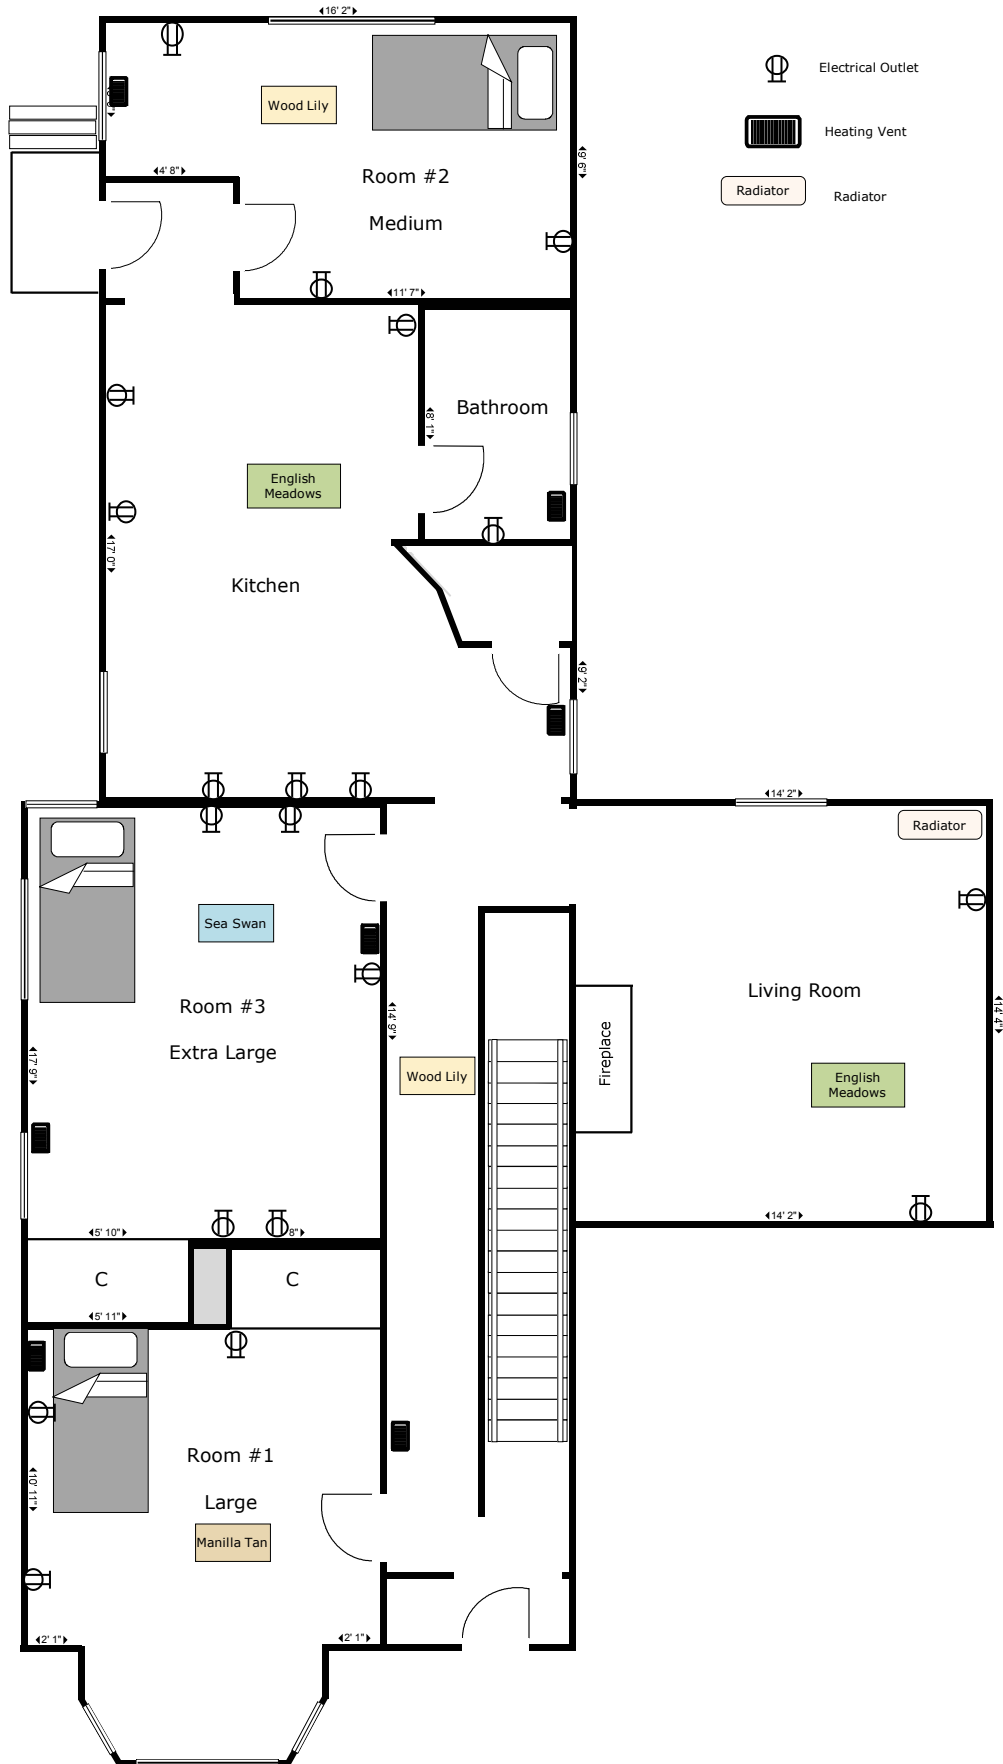 16' 2"
Electrical Outlet
Wood Lily
Heating Vent
9' 6"
4' 8"
Room #2
Radiator
Radiator
Medium
11' 7"
8' 1"
Bathroom
English
Meadows
17' 0"
Kitchen
9' 2"
14' 2"
Radiator
Sea Swan
Room #3
Living Room
14' 9"
14' 4"
Extra Large
17' 9"
Fireplace
Wood Lily
English
Meadows
14' 2"
5' 10"
8"
C
C
5' 11"
Room #1
10' 11"
Large
Manilla Tan
2' 1"
2' 1"